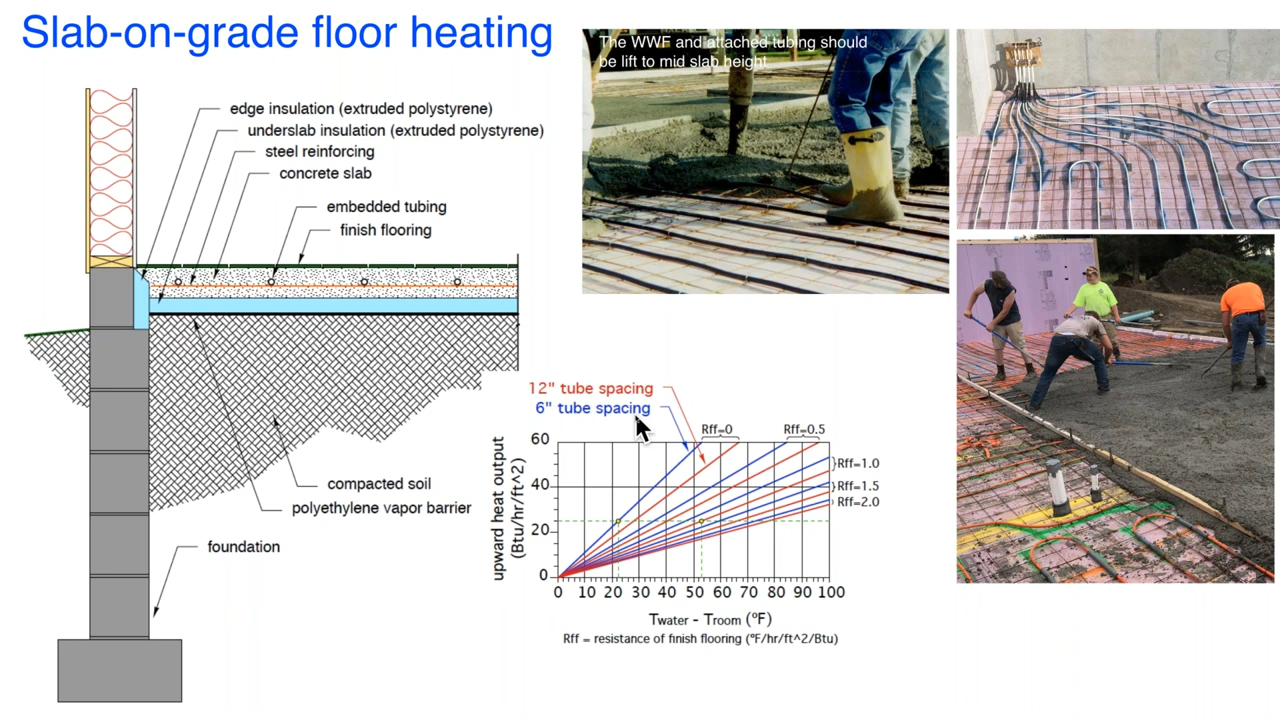 Slab-on-grade floor heating
edge insulation (extruded polystyrene)
underslab insulation (extruded polystyrene)
steel reinforcing
concrete slab
embedded tubing
finish flooring
compacted soil
polyethylene vapor barrier
foundation
The WWF and attached tubing should
be lift to mid slab height
12" tube spacing
6" tube spacing
Rff=0
Rff=0.5
Rff=1.0
Rff=1.5
Rff=2.0
upward heat output
(Btu/hr/ft^2)
60
40
20
0
0 10 20 30 40 50 60 70 80 90 100
Twater - Troom (ºF)
Rff = resistance of finish flooring (ºF/hr/ft^2/Btu)